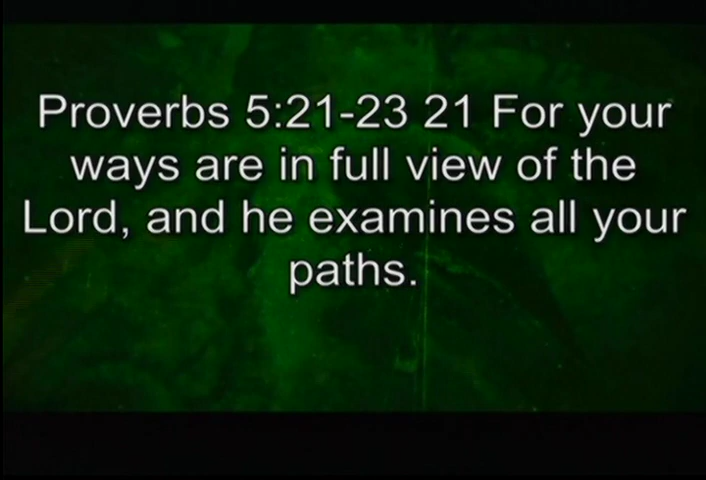 Proverbs 5:21-23 21 For your
ways are in full view of the
Lord, and he examines all your
paths.